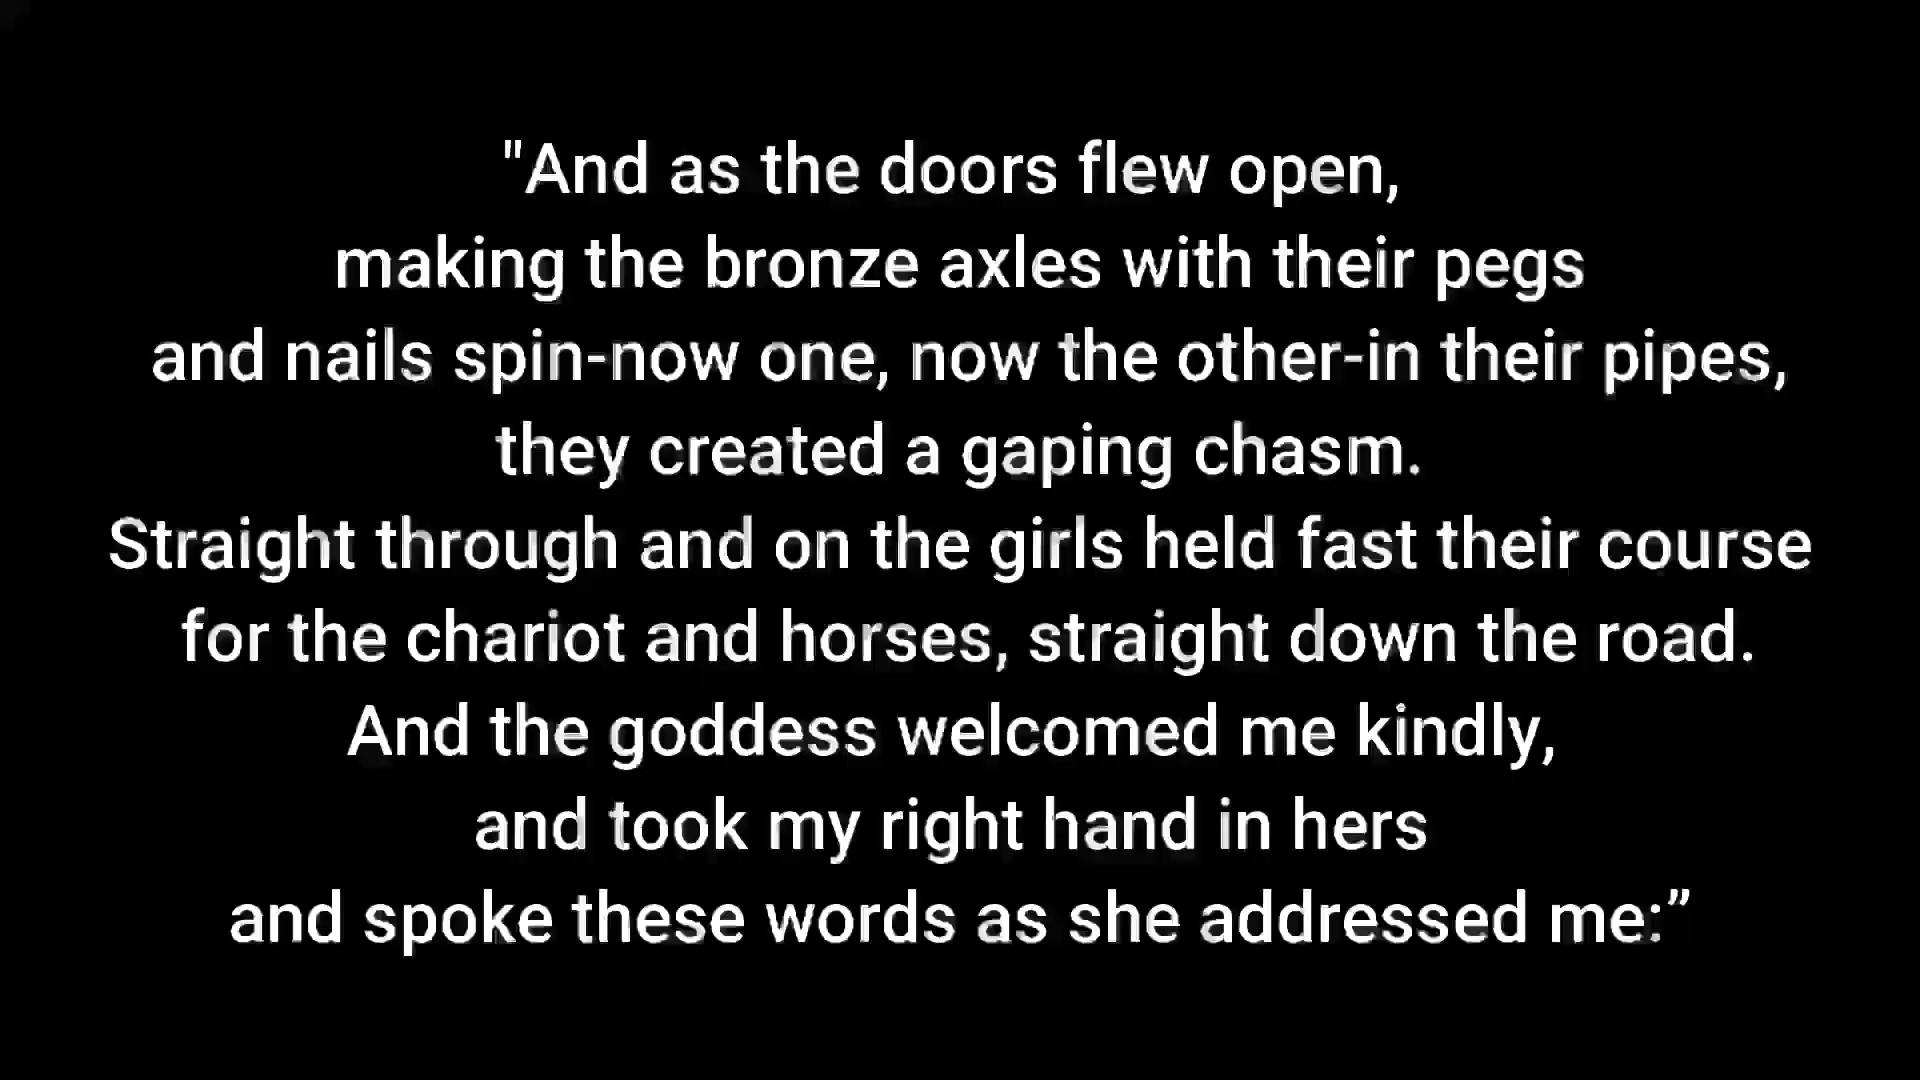 "And as the doors flew open,
making the bronze axles with their pegs
and nails spin-now one, now the other-in their pipes,
they created a gaping chasm.
Straight through and on the girls held fast their course
for the chariot and horses, straight down the road.
And the goddess welcomed me kindly,
and took my right hand in hers
and spoke these words as she addressed me:”